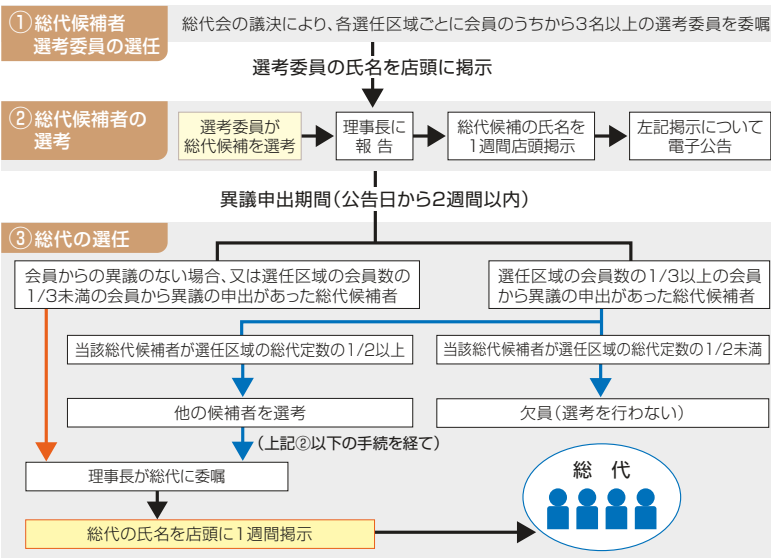 ①総代候補者
選考委員の選任
総代会の議決により、各選任区域ごとに会員のうちから3名以上の選考委員を委嘱
選考委員の氏名を店頭に掲示
②総代候補者の
選考
選考委員が
総代候補を選考
理事長に
報 告
総代候補の氏名を
1週間店頭掲示
左記掲示について
電子公告
異議申出期間（公告日から2週間以内）
③総代の選任
会員からの異議のない場合、又は選任区域の会員数の
1/3未満の会員から異議の申出があった総代候補者
選任区域の会員数の1/3以上の会員
から異議の申出があった総代候補者
当該総代候補者が選任区域の総代定数の1/2以上
当該総代候補者が選任区域の総代定数の1/2未満
他の候補者を選考
欠員（選考を行わない）
（上記②以下の手続を経て）
理事長が総代に委嘱
総 代
総代の氏名を店頭に1週間掲示